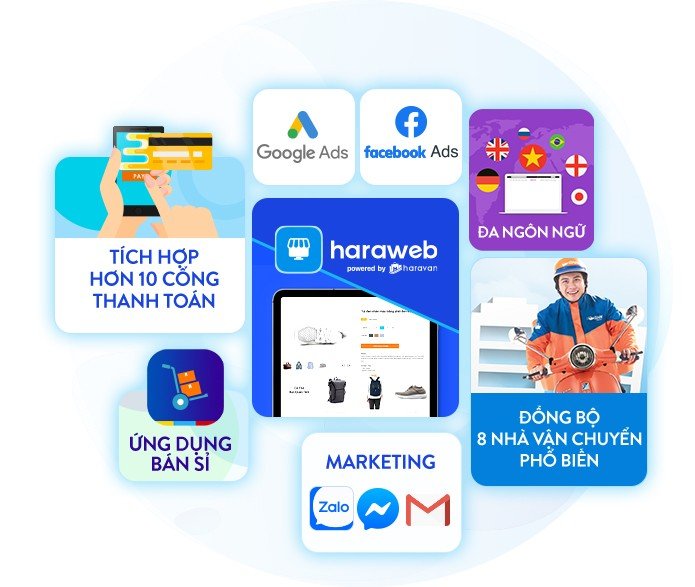 Google Ads
facebook Ads
PAY
TÍCH HỢP
HƠN 10 CỔNG
THANH TOÁN
ĐA NGÔN NGỮ
haraweb
powered by haravan
ỨNG DỤNG
BÁN SỈ
MARKETING
Zalo
ĐỒNG BỘ
8 NHÀ VẬN CHUYỂN
PHỔ BIẾN